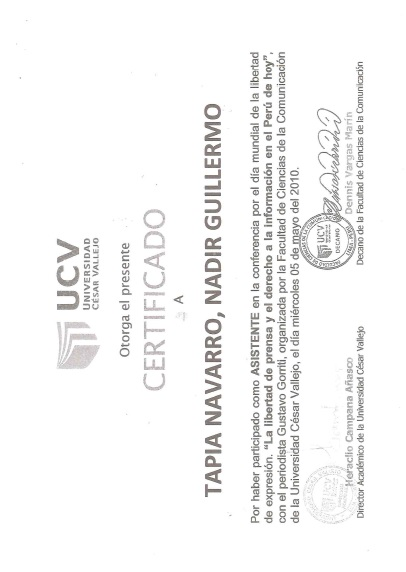 UCV
UNIVERSIDAD
CÉSAR VALLEJO
Otorga el presente
CERTIFICADO
A
TAPIA NAVARRO, NADIR GUILLERMO
Por haber participado como ASISTENTE en la conferencia por el día mundial de la libertad
de expresión. "La libertad de prensa y el derecho a la información en el Perú de hoy",
con el periodista Gustavo Gorriti, organizada por la Facultad de Ciencias de la Comunicación
de la Universidad César Vallejo, el día miércoles 05 de mayo del 2010.
UCV
Heraclio Campana Añasco
Director Académico de la Universidad César Vallejo
UCV
DECANO
Dennis Vargas Marín
Decano de la Facultad de Ciencias de la Comunicación